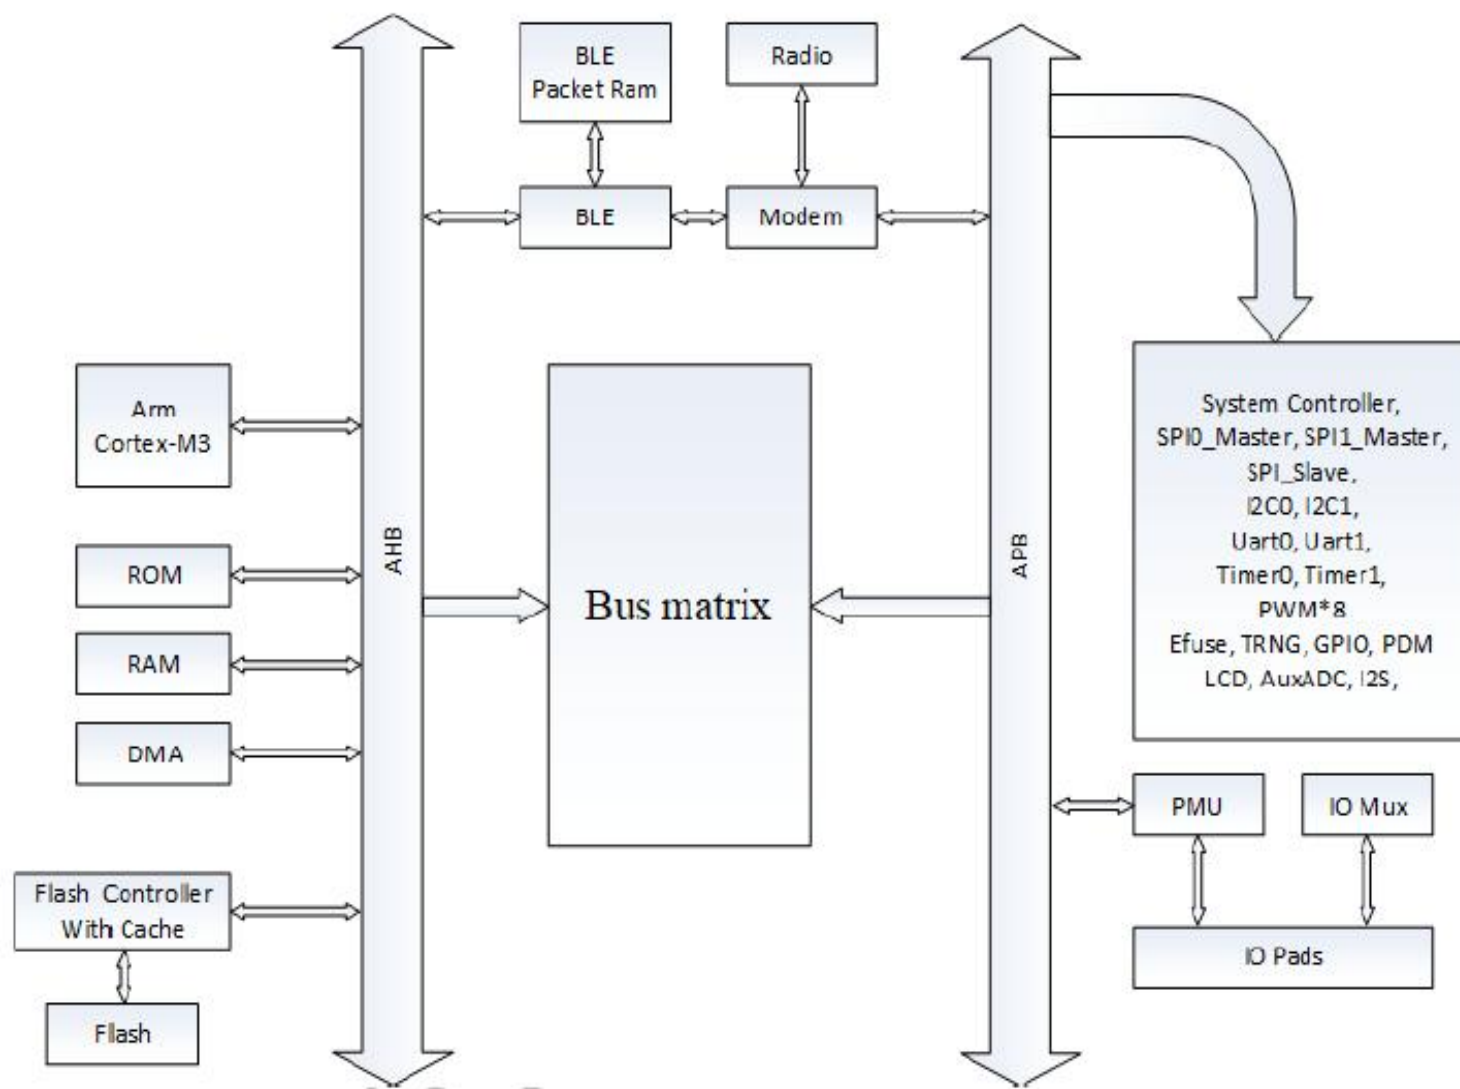 BLE
Packet Ram
Radio
BLE
Modem
Arm
Cortex-M3
ROM
RAM
DMA
Flash Controller
With Cache
Fllash
AHB
Bus matrix
APB
System Controller,
SPI0_Master, SPI1_Master,
SPI_Slave,
I2C0, I2C1,
Uart0, Uart1,
Timer0, Timer1,
PWM*8
Efuse, TRNG, GPIO, PDM
LCD, AuxADC, I2S,
PMU
IO Mux
IO Pads